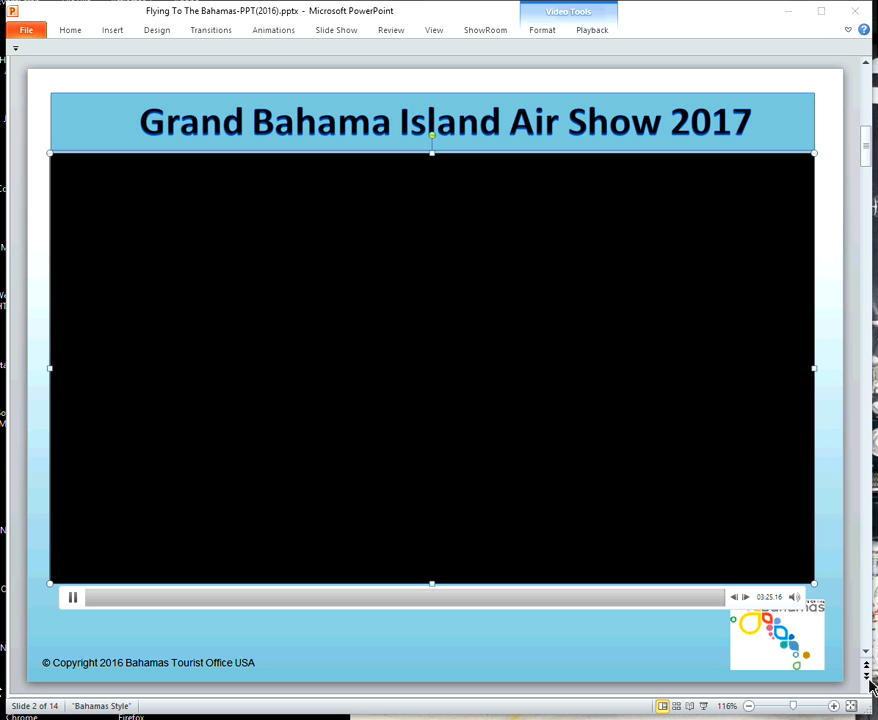 Flying To The Bahamas-PPT(2016).pptx - Microsoft PowerPoint
Video Tools
File Home Insert Design Transitions Animations Slide Show Review View ShowRoom Format Playback
Grand Bahama Island Air Show 2017
03:25.16
Bahamas
© Copyright 2016 Bahamas Tourist Office USA
Slide 2 of 14 "Bahamas Style" 116%
Chrome Firefox